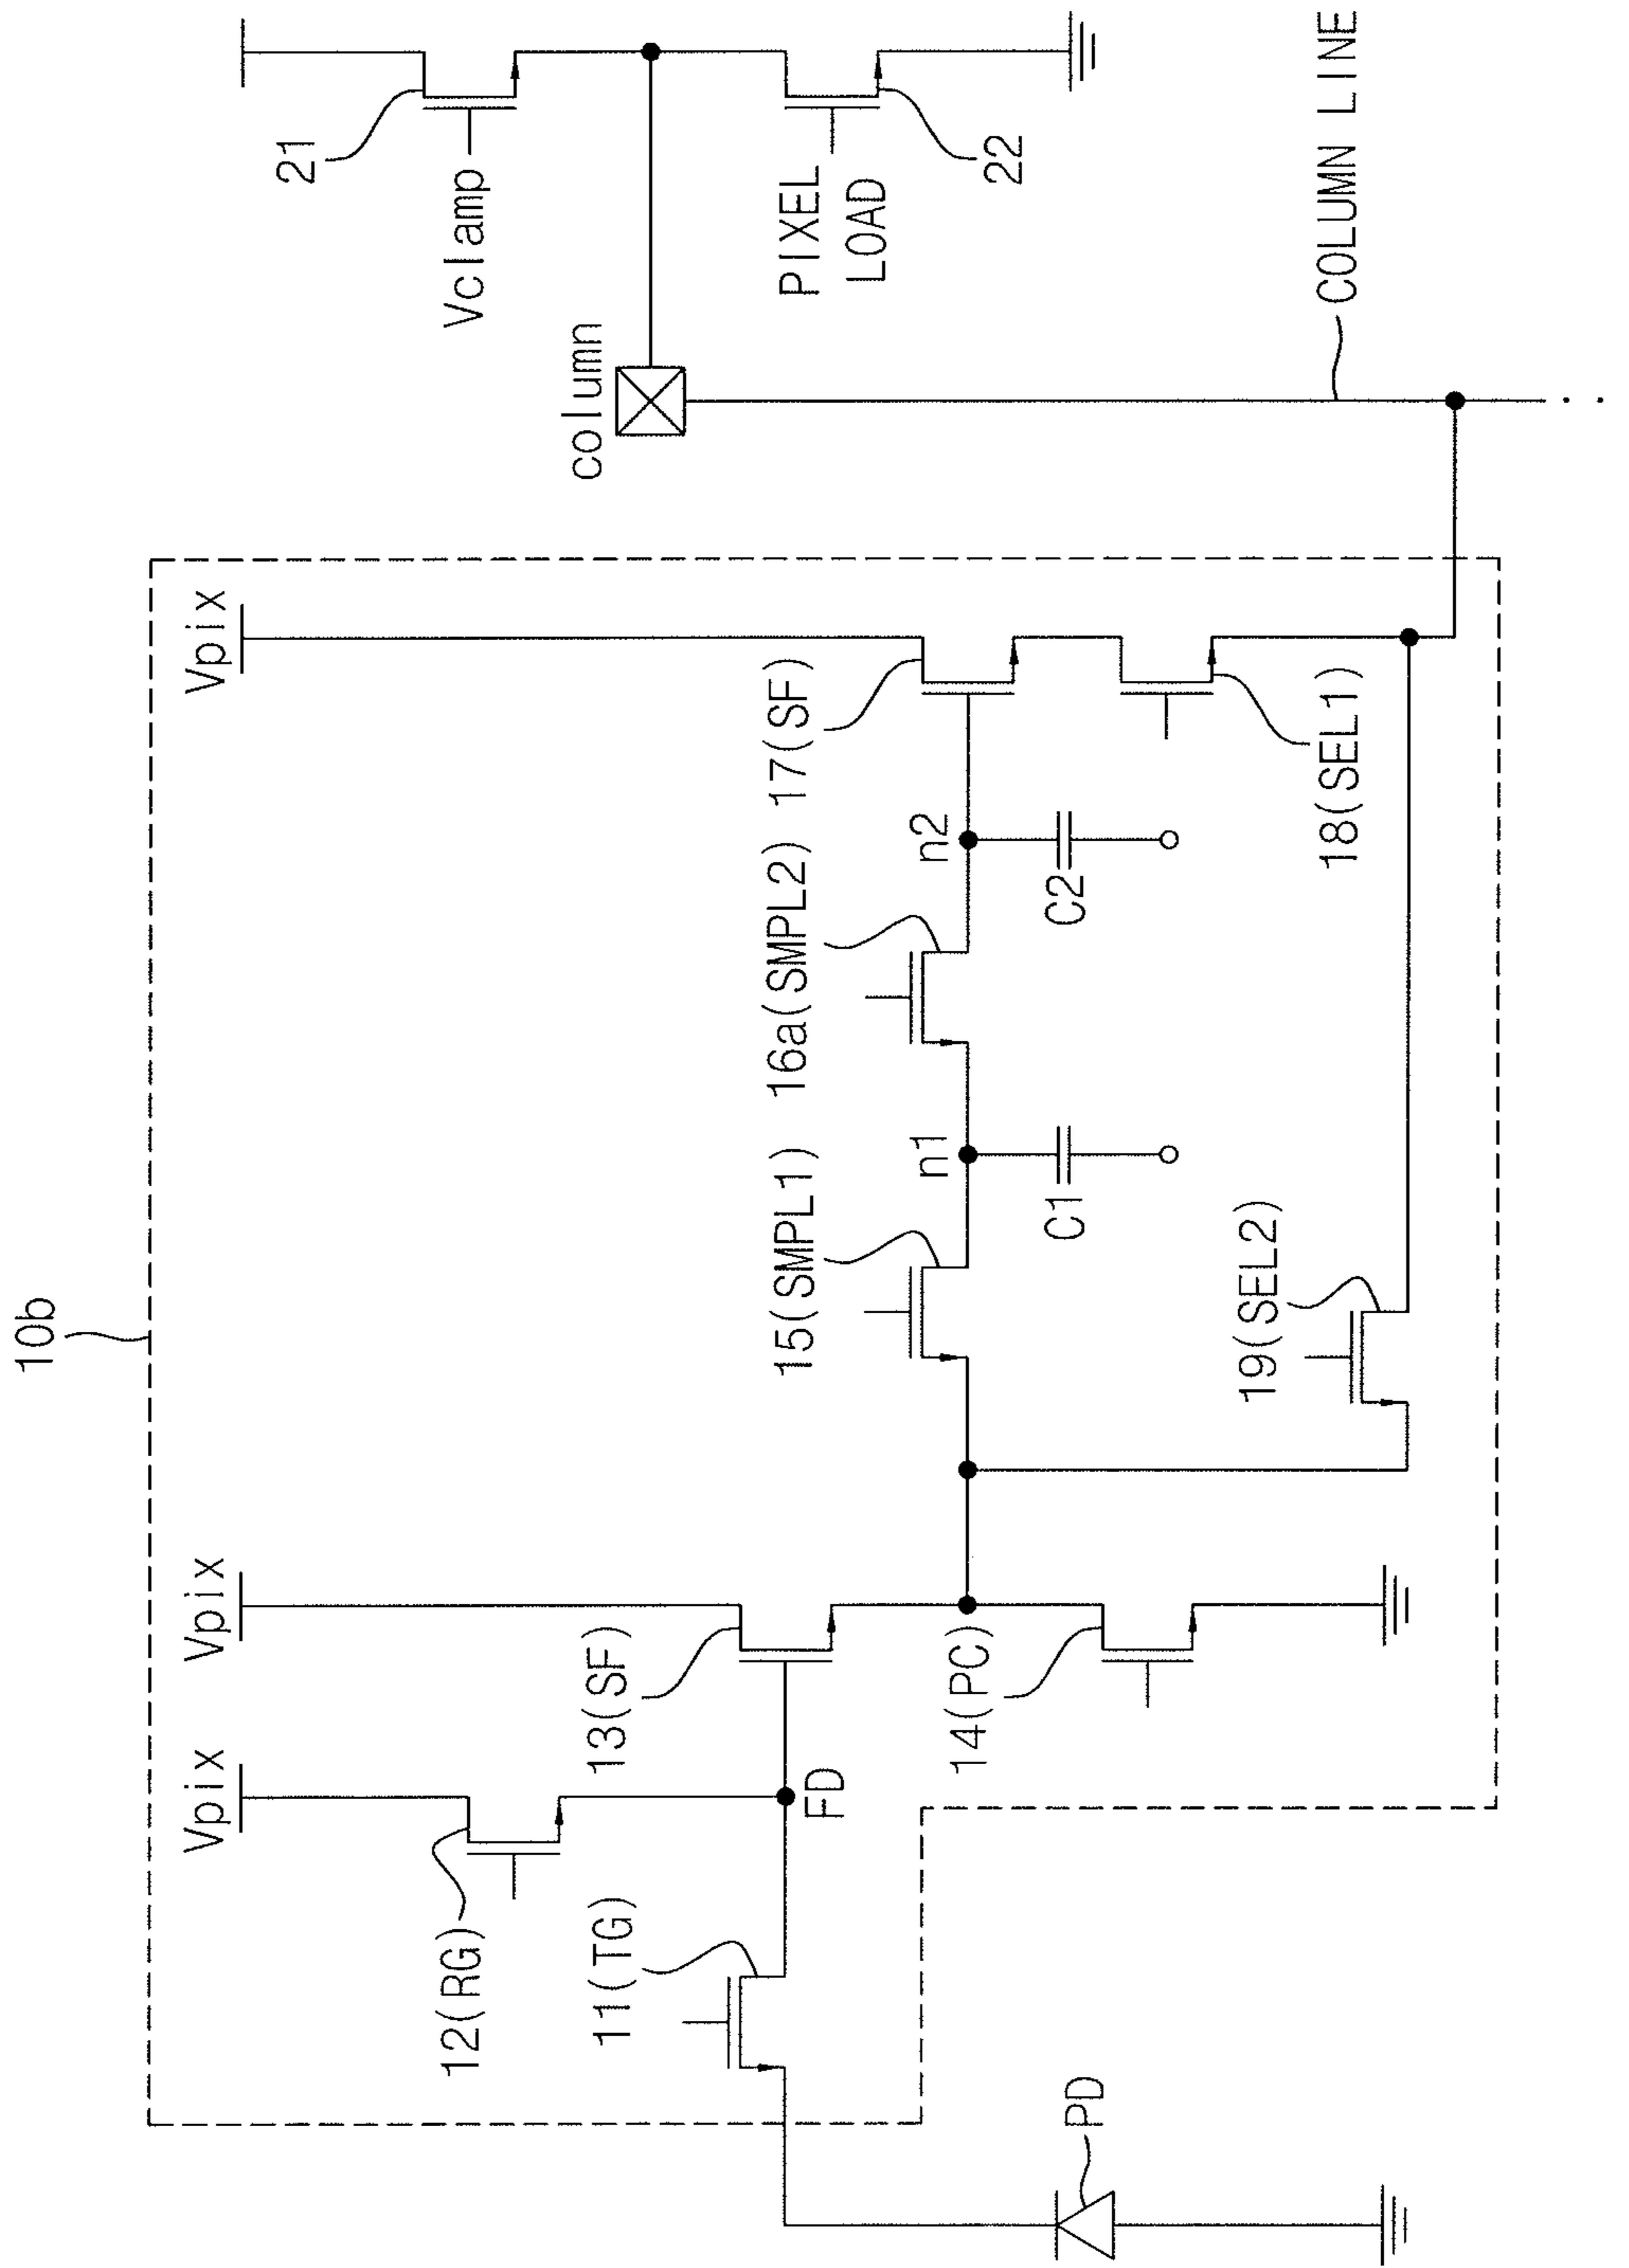 10b
Vpix
Vpix
Vpix
12(RG)
13(SF)
11(TG)
FD
14(PC)
PD
15(SMPL1)
16a(SMPL2)
17(SF)
n1
n2
C1
C2
18(SEL1)
19(SEL2)
column
21
Vclamp
PIXEL
LOAD
22
COLUMN LINE